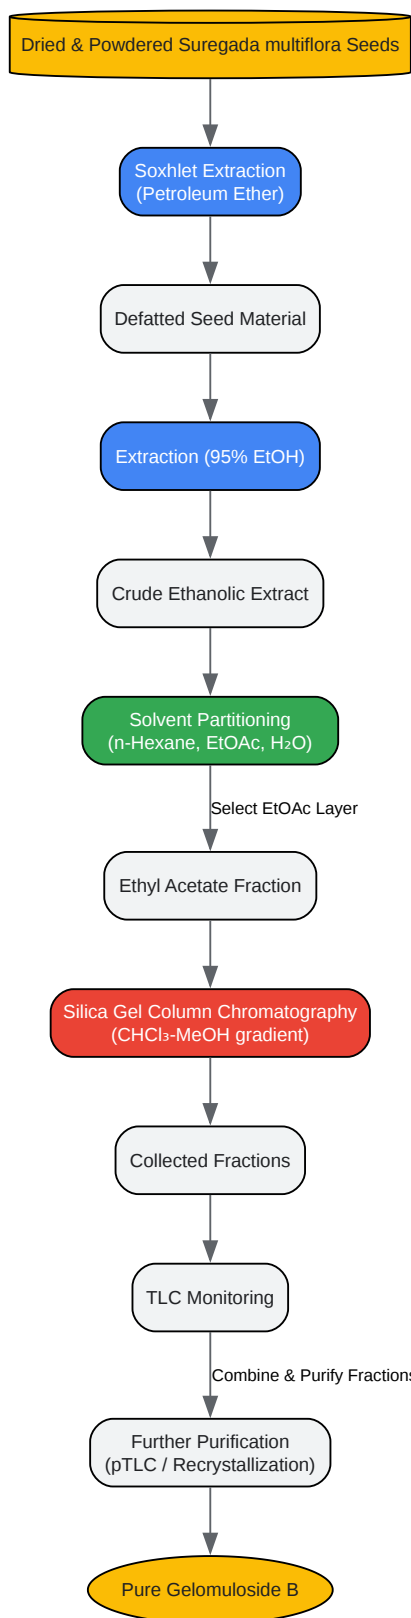 Dried & Powdered Suregada multiflora Seeds
Soxhlet Extraction
(Petroleum Ether)
Defatted Seed Material
Extraction (95% EtOH)
Crude Ethanolic Extract
Solvent Partitioning
(n-Hexane, EtOAc, H₂O)
Select EtOAc Layer
Ethyl Acetate Fraction
Silica Gel Column Chromatography
(CHCl₃-MeOH gradient)
Collected Fractions
TLC Monitoring
Combine & Purify Fractions
Further Purification
(pTLC / Recrystallization)
Pure Gelomuloside B